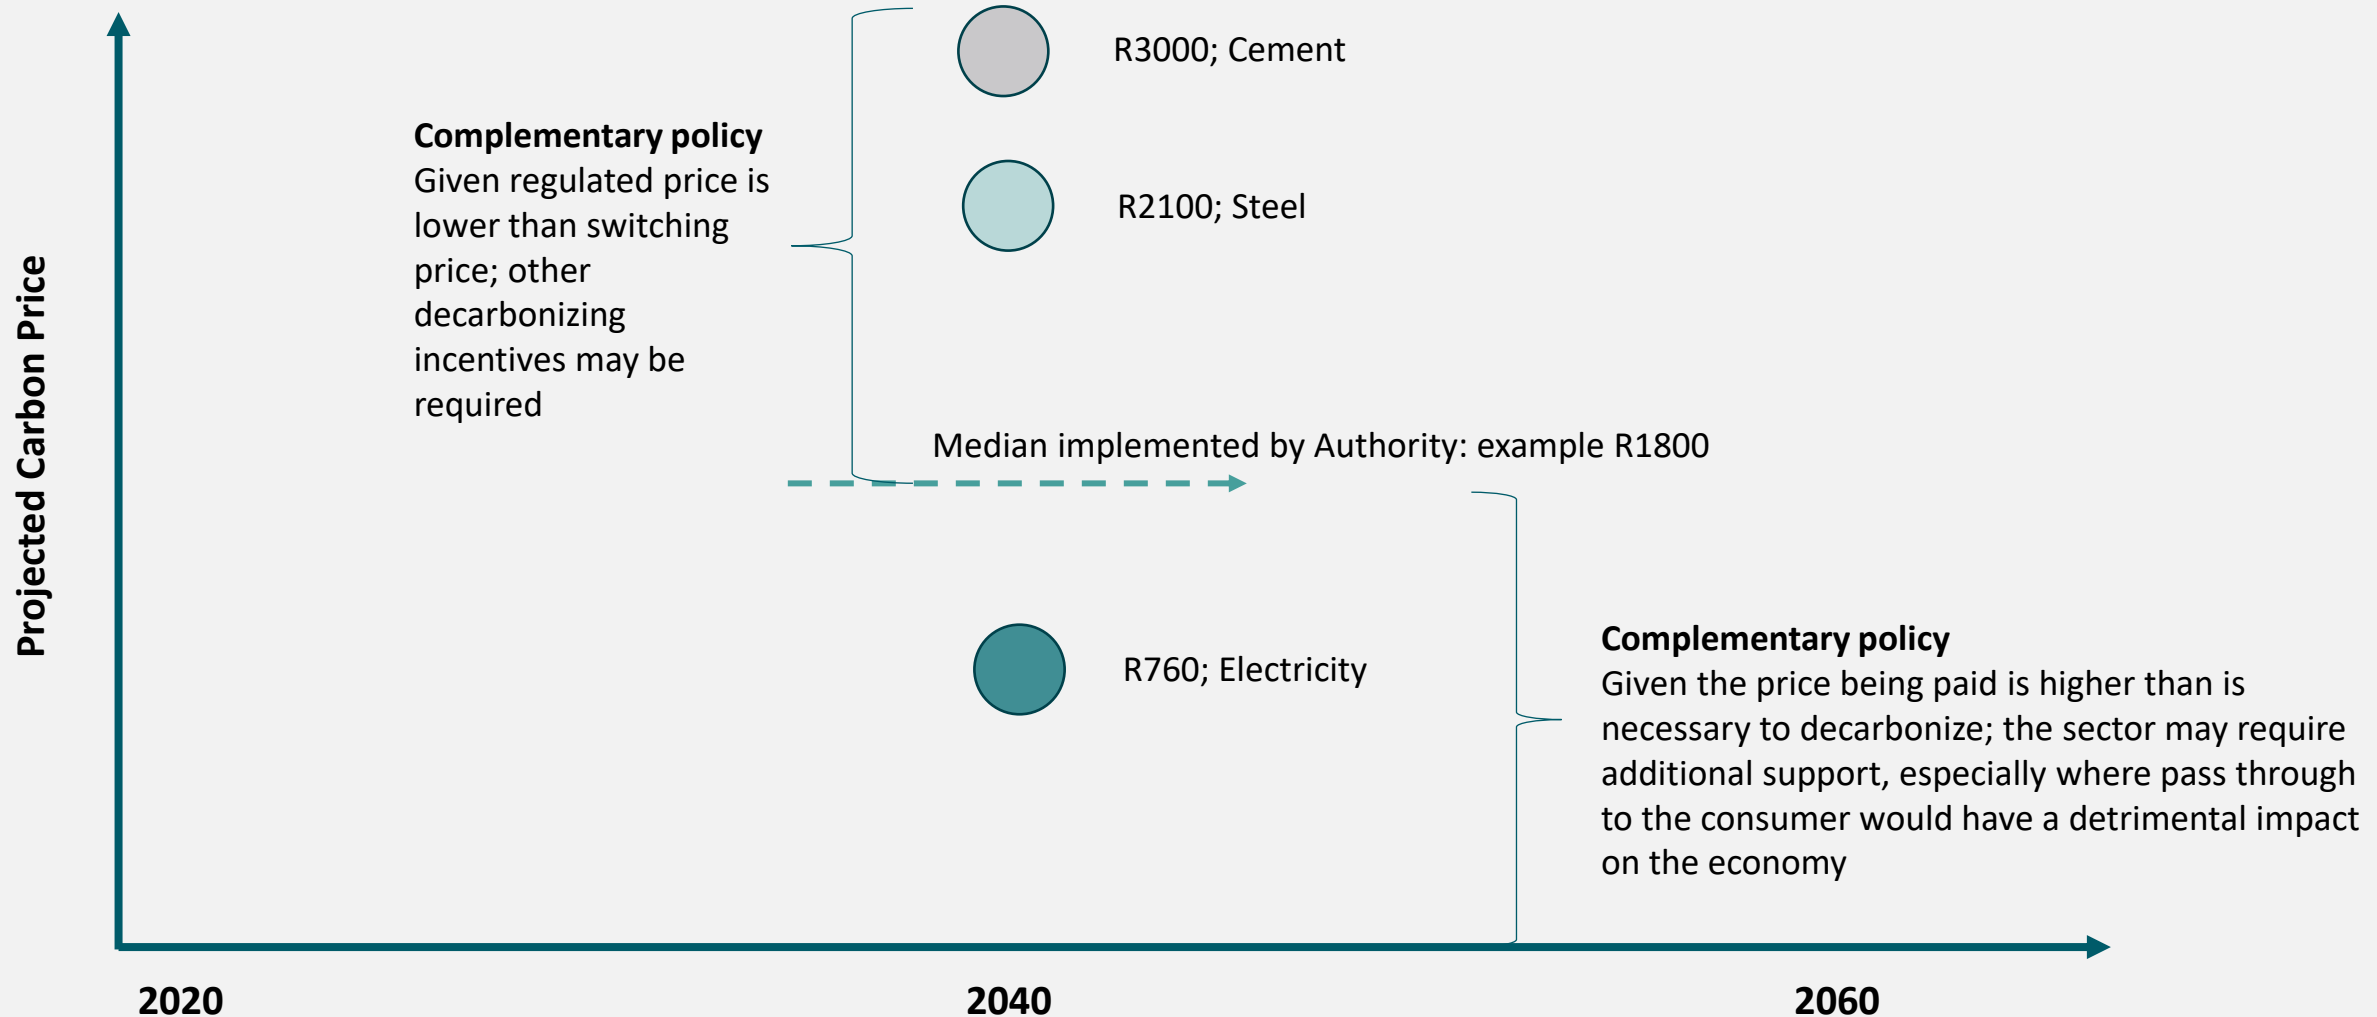 Projected Carbon Price
R3000; Cement
Complementary policy
Given regulated price is
lower than switching
price; other
decarbonizing
incentives may be
required
R2100; Steel
Median implemented by Authority: example R1800
R760; Electricity
Complementary policy
Given the price being paid is higher than is
necessary to decarbonize; the sector may require
additional support, especially where pass through
to the consumer would have a detrimental impact
on the economy
2020
2040
2060